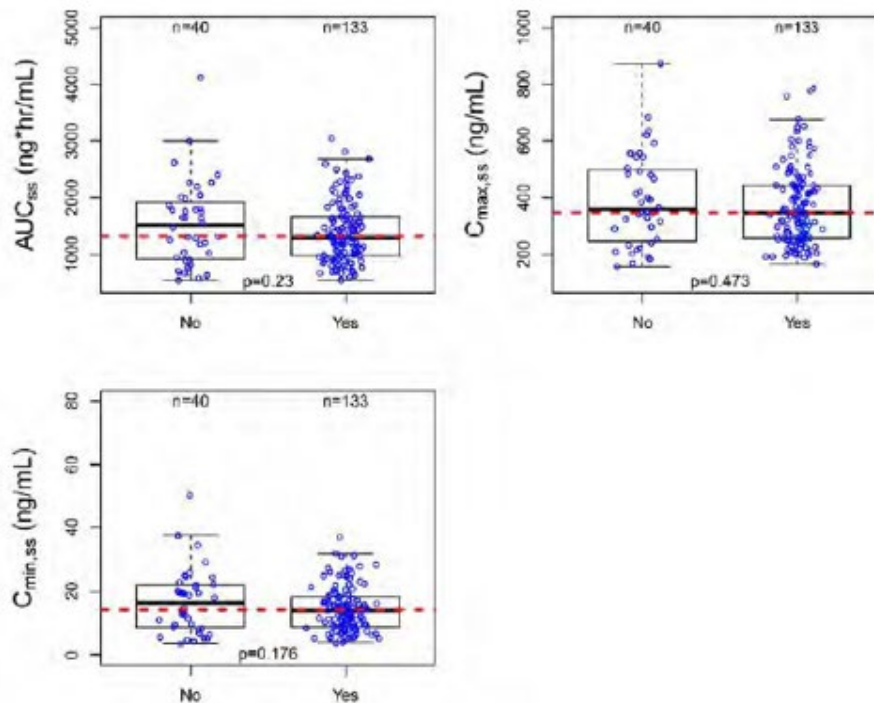 n=40 n=133
AUCss (ng*hr/mL)
5000
4000
3000
2000
1000
p=0.23
No Yes
n=40 n=133
Cmax,ss (ng/mL)
1000
800
600
400
200
p=0.473
No Yes
n=40 n=133
Cmin,ss (ng/mL)
80
60
40
20
0
p=0.176
No Yes